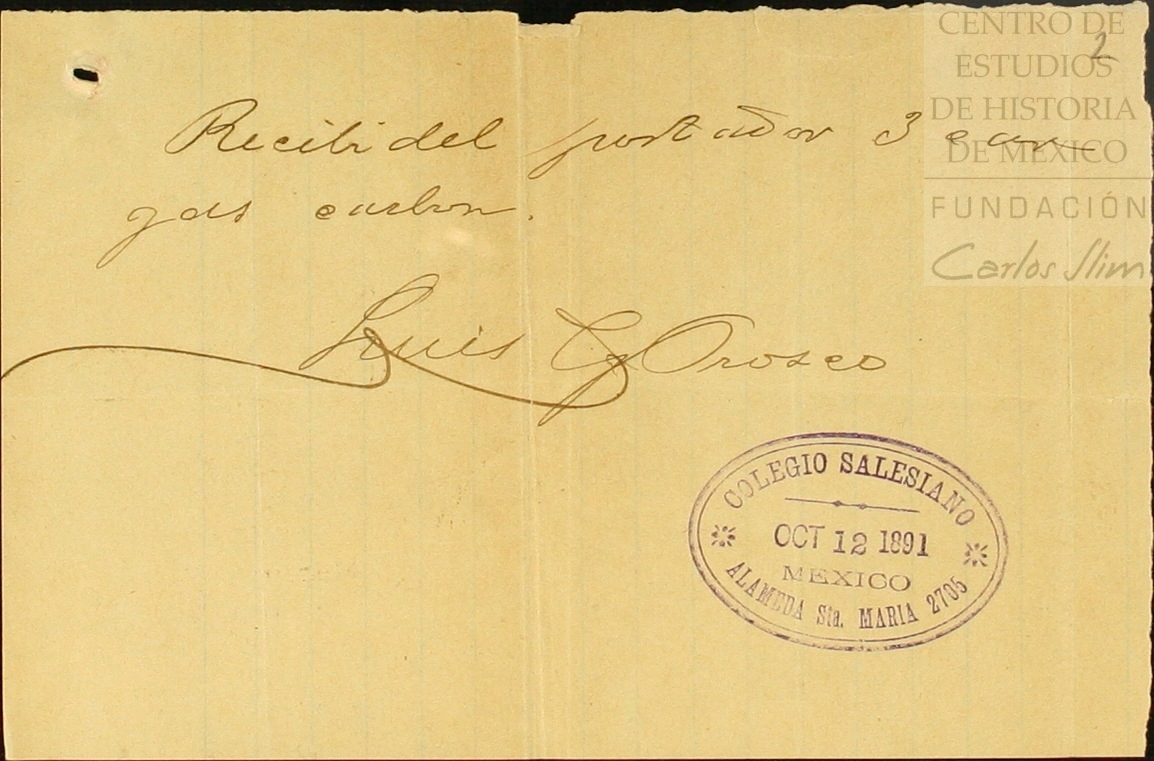 2
Recibi del portador 3 car
gas carbon.
Luis G Orosco
COLEGIO SALESIANO
OCT 12 1891
MEXICO
ALAMEDA Sta. MARIA 2705
CENTRO DE
ESTUDIOS
DE HISTORIA
DE MEXICO
FUNDACIÓN
Carlos Slim